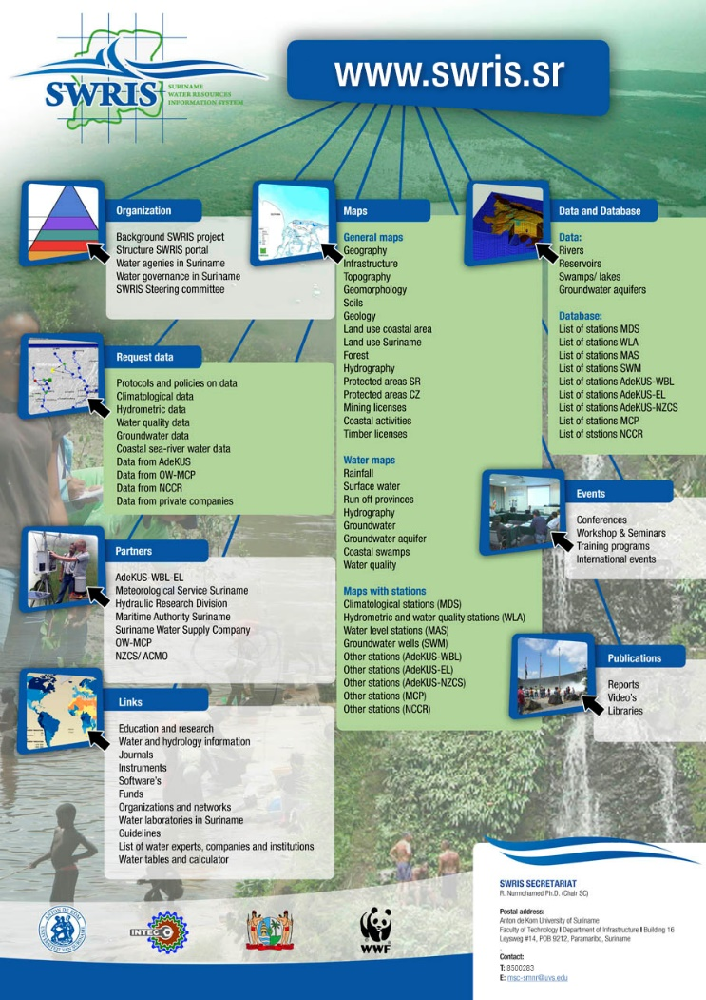 www.swris.sr
SWRIS
SURINAME
WATER RESOURCES
INFORMATION SYSTEM
Organization
Background SWRIS project
Structure SWRIS portal
Water agenies in Suriname
Water governance in Suriname
SWRIS Steering committee
Request data
Protocols and policies on data
Climatological data
Hydrometric data
Water quality data
Groundwater data
Coastal sea-river water data
Data from AdeKUS
Data from OW-MCP
Data from NCCR
Data from private companies
Partners
AdeKUS-WBL-EL
Meteorological Service Suriname
Hydraulic Research Division
Maritime Authority Suriname
Suriname Water Supply Company
OW-MCP
NZCS/ ACMO
Links
Education and research
Water and hydrology information
Journals
Instruments
Software's
Funds
Organizations and networks
Water laboratories in Suriname
Guidelines
List of water experts, companies and institutions
Water tables and calculator
Maps
General maps
Geography
Infrastructure
Topography
Geomorphology
Soils
Geology
Land use coastal area
Land use Suriname
Forest
Hydrography
Protected areas SR
Protected areas CZ
Mining licenses
Coastal activities
Timber licenses
Water maps
Rainfall
Surface water
Run off provinces
Hydrography
Groundwater
Groundwater aquifer
Coastal swamps
Water quality
Maps with stations
Climatological stations (MDS)
Hydrometric and water quality stations (WLA)
Water level stations (MAS)
Groundwater wells (SWM)
Other stations (AdeKUS-WBL)
Other stations (AdeKUS-EL)
Other stations (AdeKUS-NZCS)
Other stations (MCP)
Other stations (NCCR)
Data and Database
Data:
Rivers
Reservoirs
Swamps/ lakes
Groundwater aquifers
Database:
List of stations MDS
List of stations WLA
List of stations MAS
List of stations SWM
List of stations AdeKUS-WBL
List of stations AdeKUS-EL
List of stations AdeKUS-NZCS
List of stations MCP
List of ststions NCCR
Events
Conferences
Workshop & Seminars
Training programs
International events
Publications
Reports
Video's
Libraries
ANTON DE KOM
UNIVERSITEIT VAN SURINAME
INTEC
WWF
SWRIS SECRETARIAT
R. Nurmohamed Ph.D. (Chair SC)
Postal address:
Anton de Kom University of Suriname
Faculty of Technology I Department of Infrastructure I Building 16
Leysweg #14, POB 9212, Paramaribo, Suriname
Contact:
T: 8500283
E: msc-smnr@uvs.edu